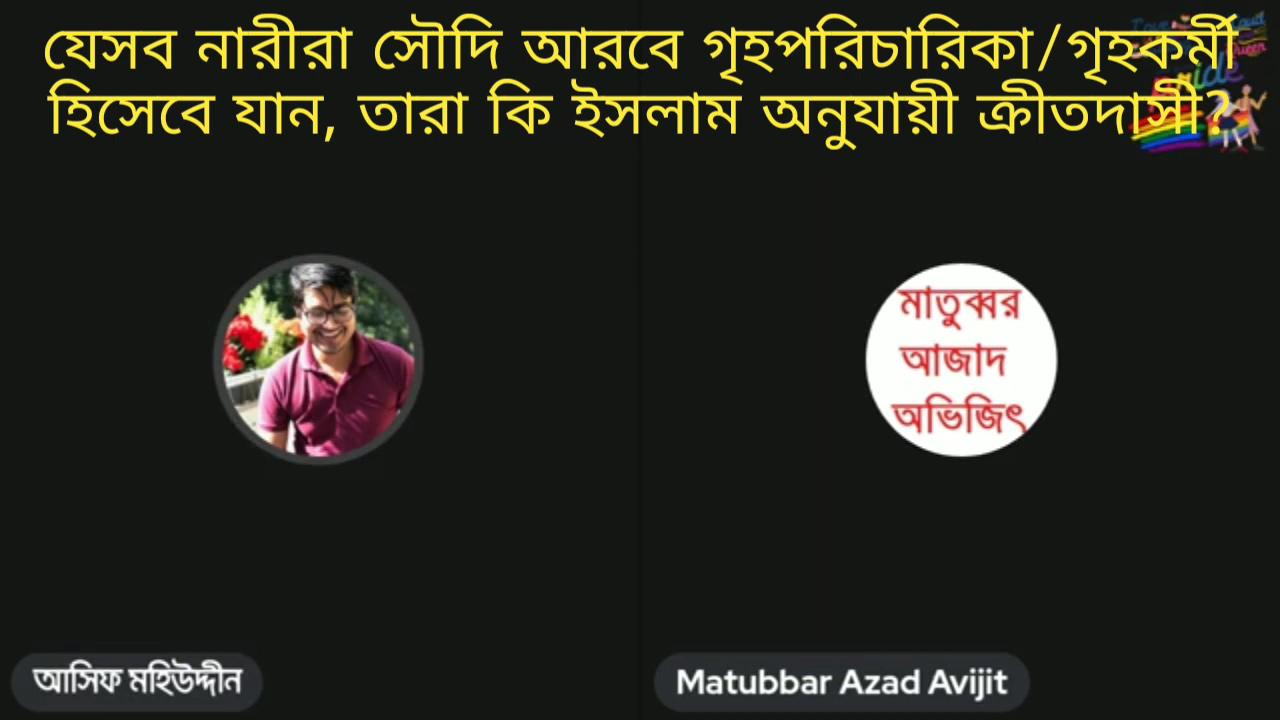 যেসব নারীরা সৌদি আরবে গৃহপরিচারিকা/গৃহকর্মী
হিসেবে যান, তারা কি ইসলাম অনুযায়ী ক্রীতদাসী?
মাতুব্বর
আজাদ
অভিজিৎ
আসিফ মহিউদ্দীন
Matubbar Azad Avijit